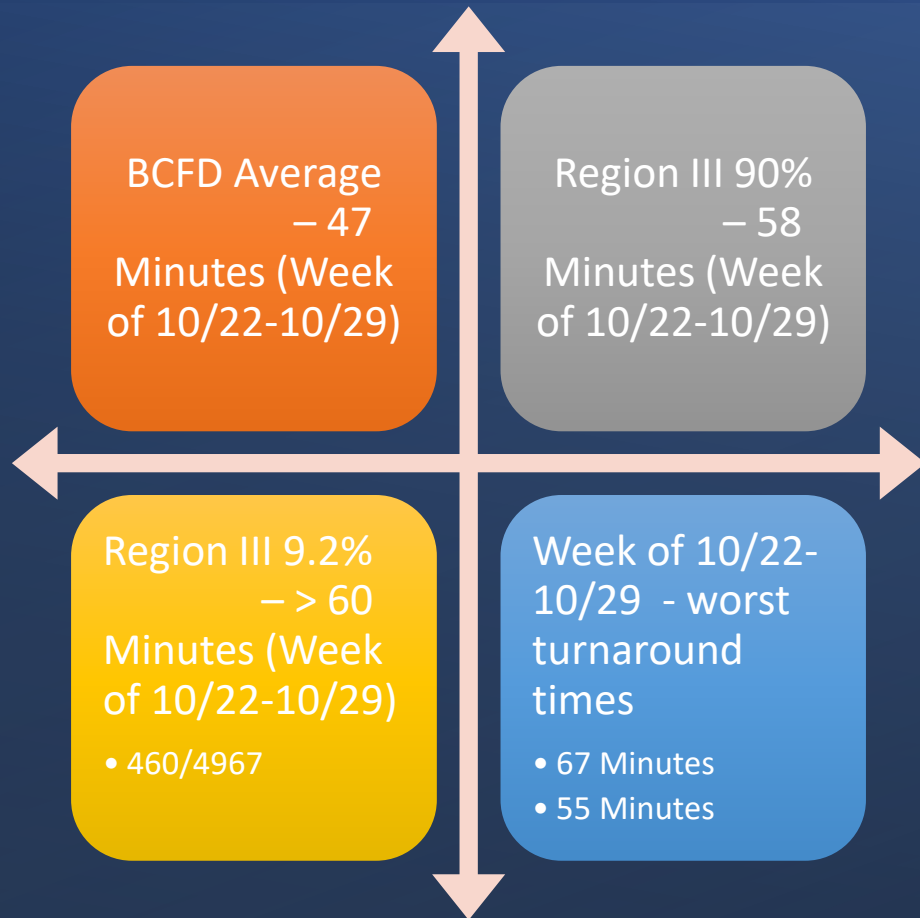 BCFD Average
– 47
Minutes (Week
of 10/22-10/29)
Region III 90%
– 58
Minutes (Week
of 10/22-10/29)
Region III 9.2%
– > 60
Minutes (Week
of 10/22-10/29)
• 460/4967
Week of 10/22-
10/29 - worst
turnaround
times
• 67 Minutes
• 55 Minutes